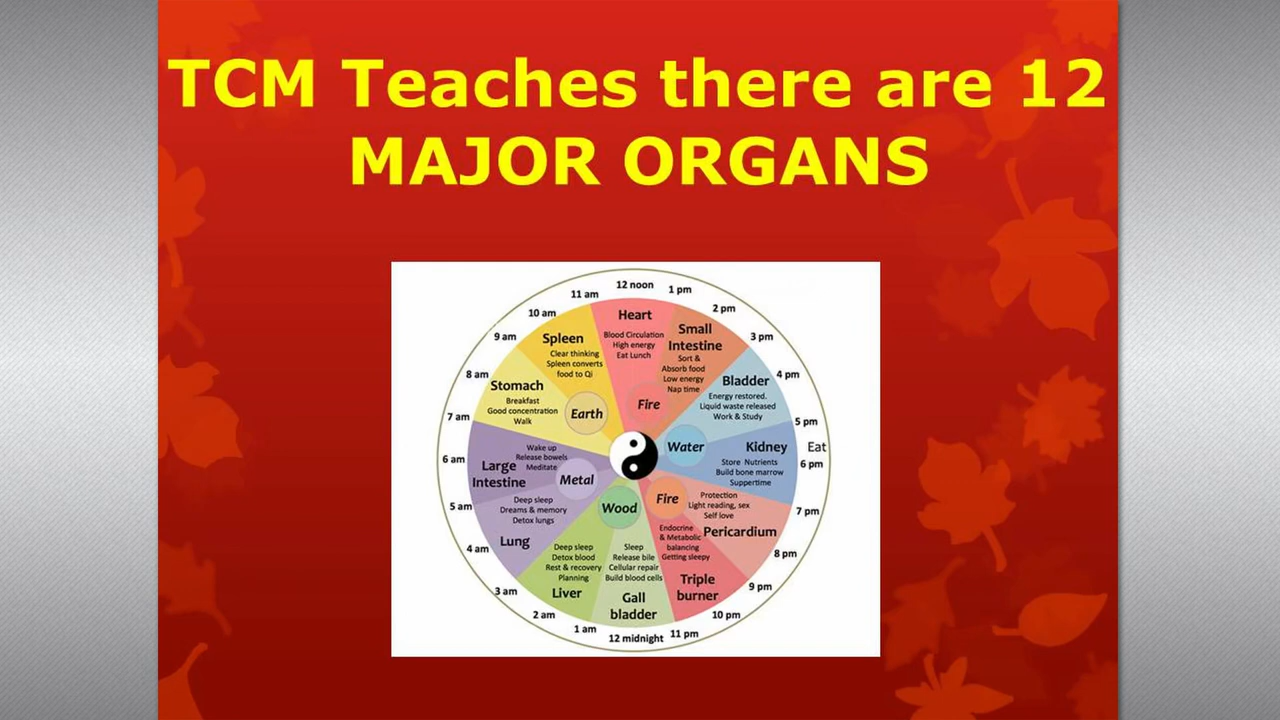 TCM Teaches there are 12
MAJOR ORGANS
12 noon
1 pm
2 pm
3 pm
4 pm
5 pm
Eat
6 pm
7 pm
8 pm
9 pm
10 pm
11 pm
12 midnight
1 am
2 am
3 am
4 am
5 am
6 am
7 am
8 am
9 am
10 am
11 am
Heart
Blood Circulation
High energy
Eat Lunch
Small
Intestine
Sort &
Absorb food
Low energy
Nap time
Fire
Bladder
Energy restored.
Liquid waste released
Work & Study
Water
Kidney
Store Nutrients
Build bone marrow
Suppertime
Fire
Protection
Light reading, sex
Self love
Pericardium
Endocrine
& Metabolic
balancing
Getting sleepy
Triple
burner
Wood
Sleep
Release bile
Cellular repair
Build blood cells
Gall
bladder
Deep sleep
Detox blood
Rest & recovery
Planning
Liver
Metal
Deep sleep
Dreams & memory
Detox lungs
Lung
Wake up
Release bowels
Meditate
Large
Intestine
Stomach
Breakfast
Good concentration
Walk
Earth
Spleen
Clear thinking
Spleen converts
food to Qi